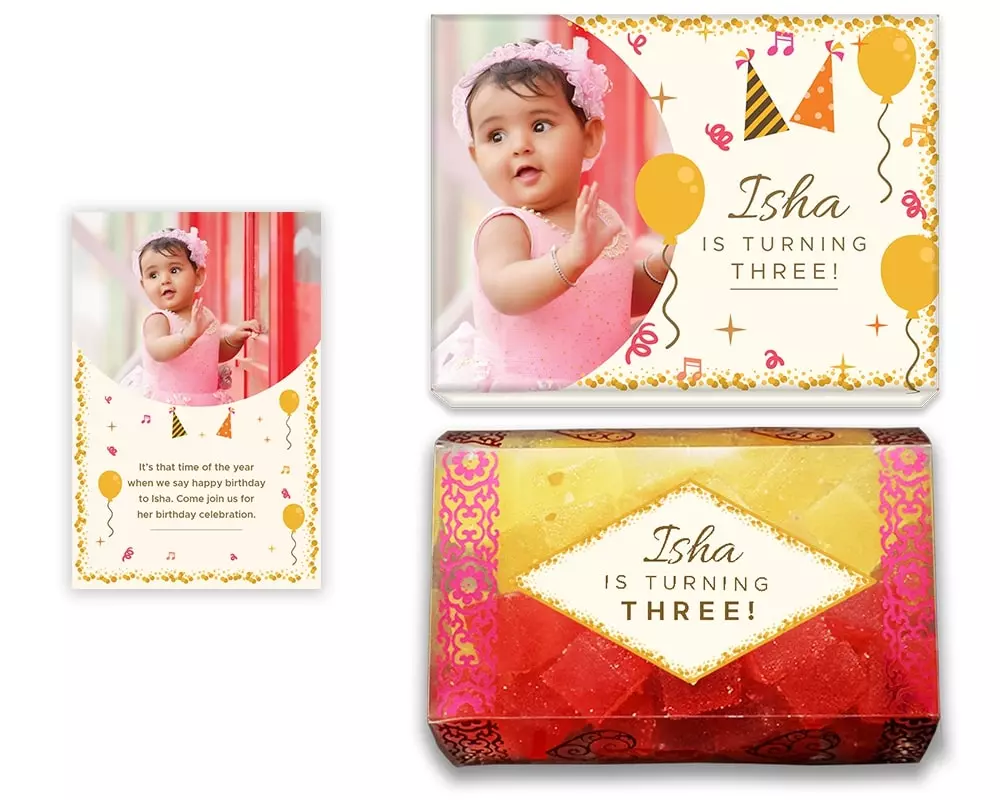 It's that time of the year
when we say happy birthday
to Isha. Come join us for
her birthday celebration.
Isha
IS TURNING
THREE!
Isha
IS TURNING
THREE!